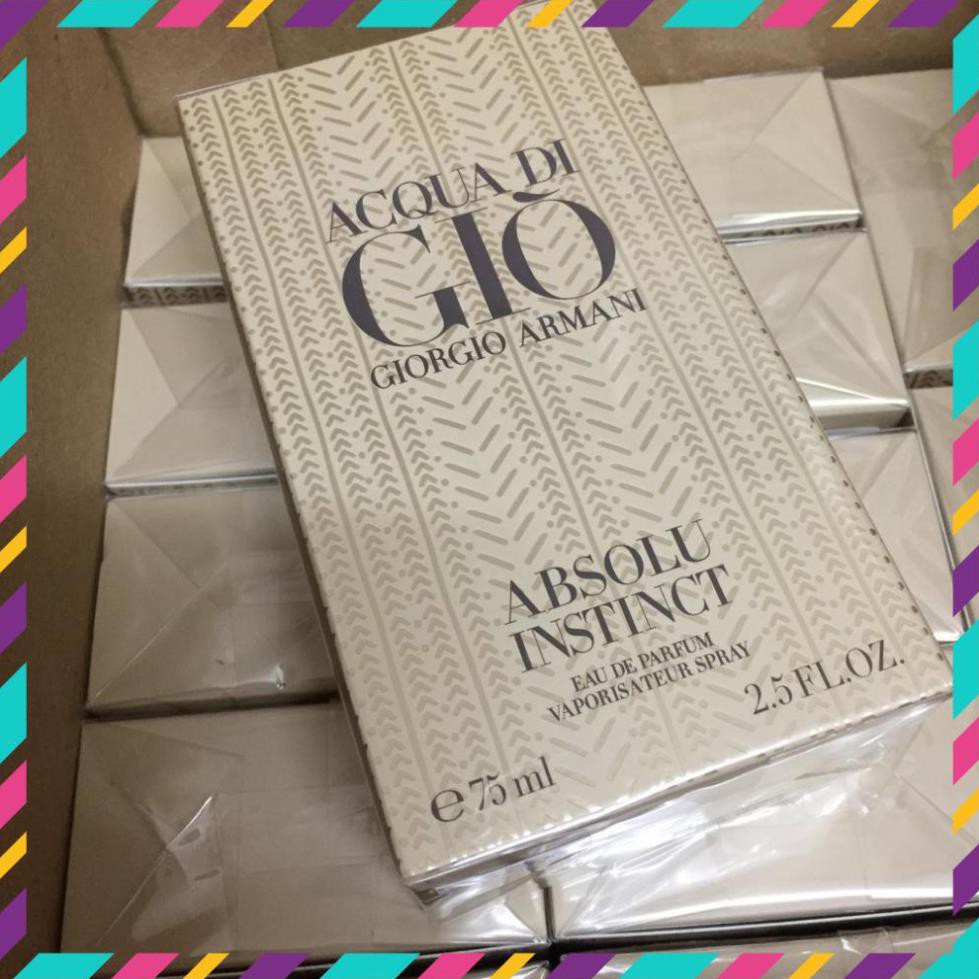 ACQUA DI
GIÒ
GIORGIO ARMANI
ABSOLU
INSTINCT
EAU DE PARFUM
VAPORISATEUR SPRAY
℮ 75 ml
2.5 FL.OZ.